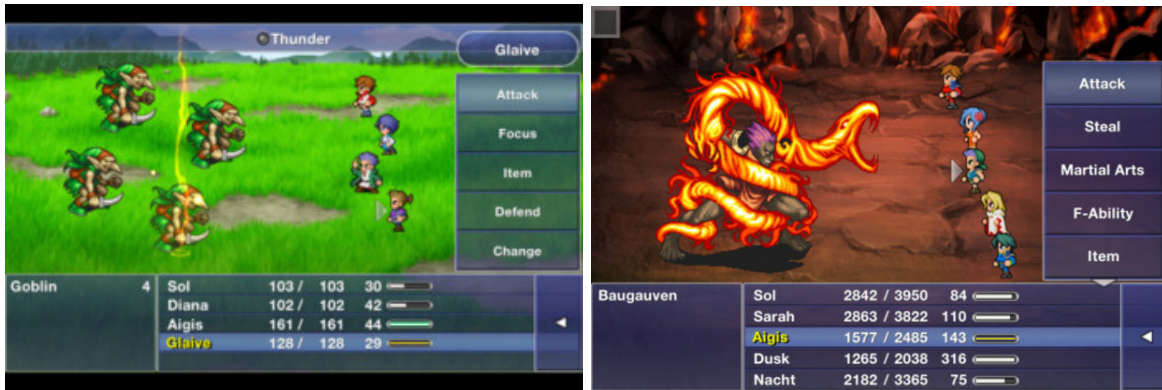 Thunder
Glaive
Attack
Focus
Item
Defend
Change
Goblin 4
Sol 103 / 103 30
Diana 102 / 102 42
Aigis 161 / 161 44
Glaive 128 / 128 29
Attack
Steal
Martial Arts
F-Ability
Item
Baugauven
Sol 2842 / 3950 84
Sarah 2863 / 3822 110
Aigis 1577 / 2485 143
Dusk 1265 / 2038 316
Nacht 2182 / 3365 75